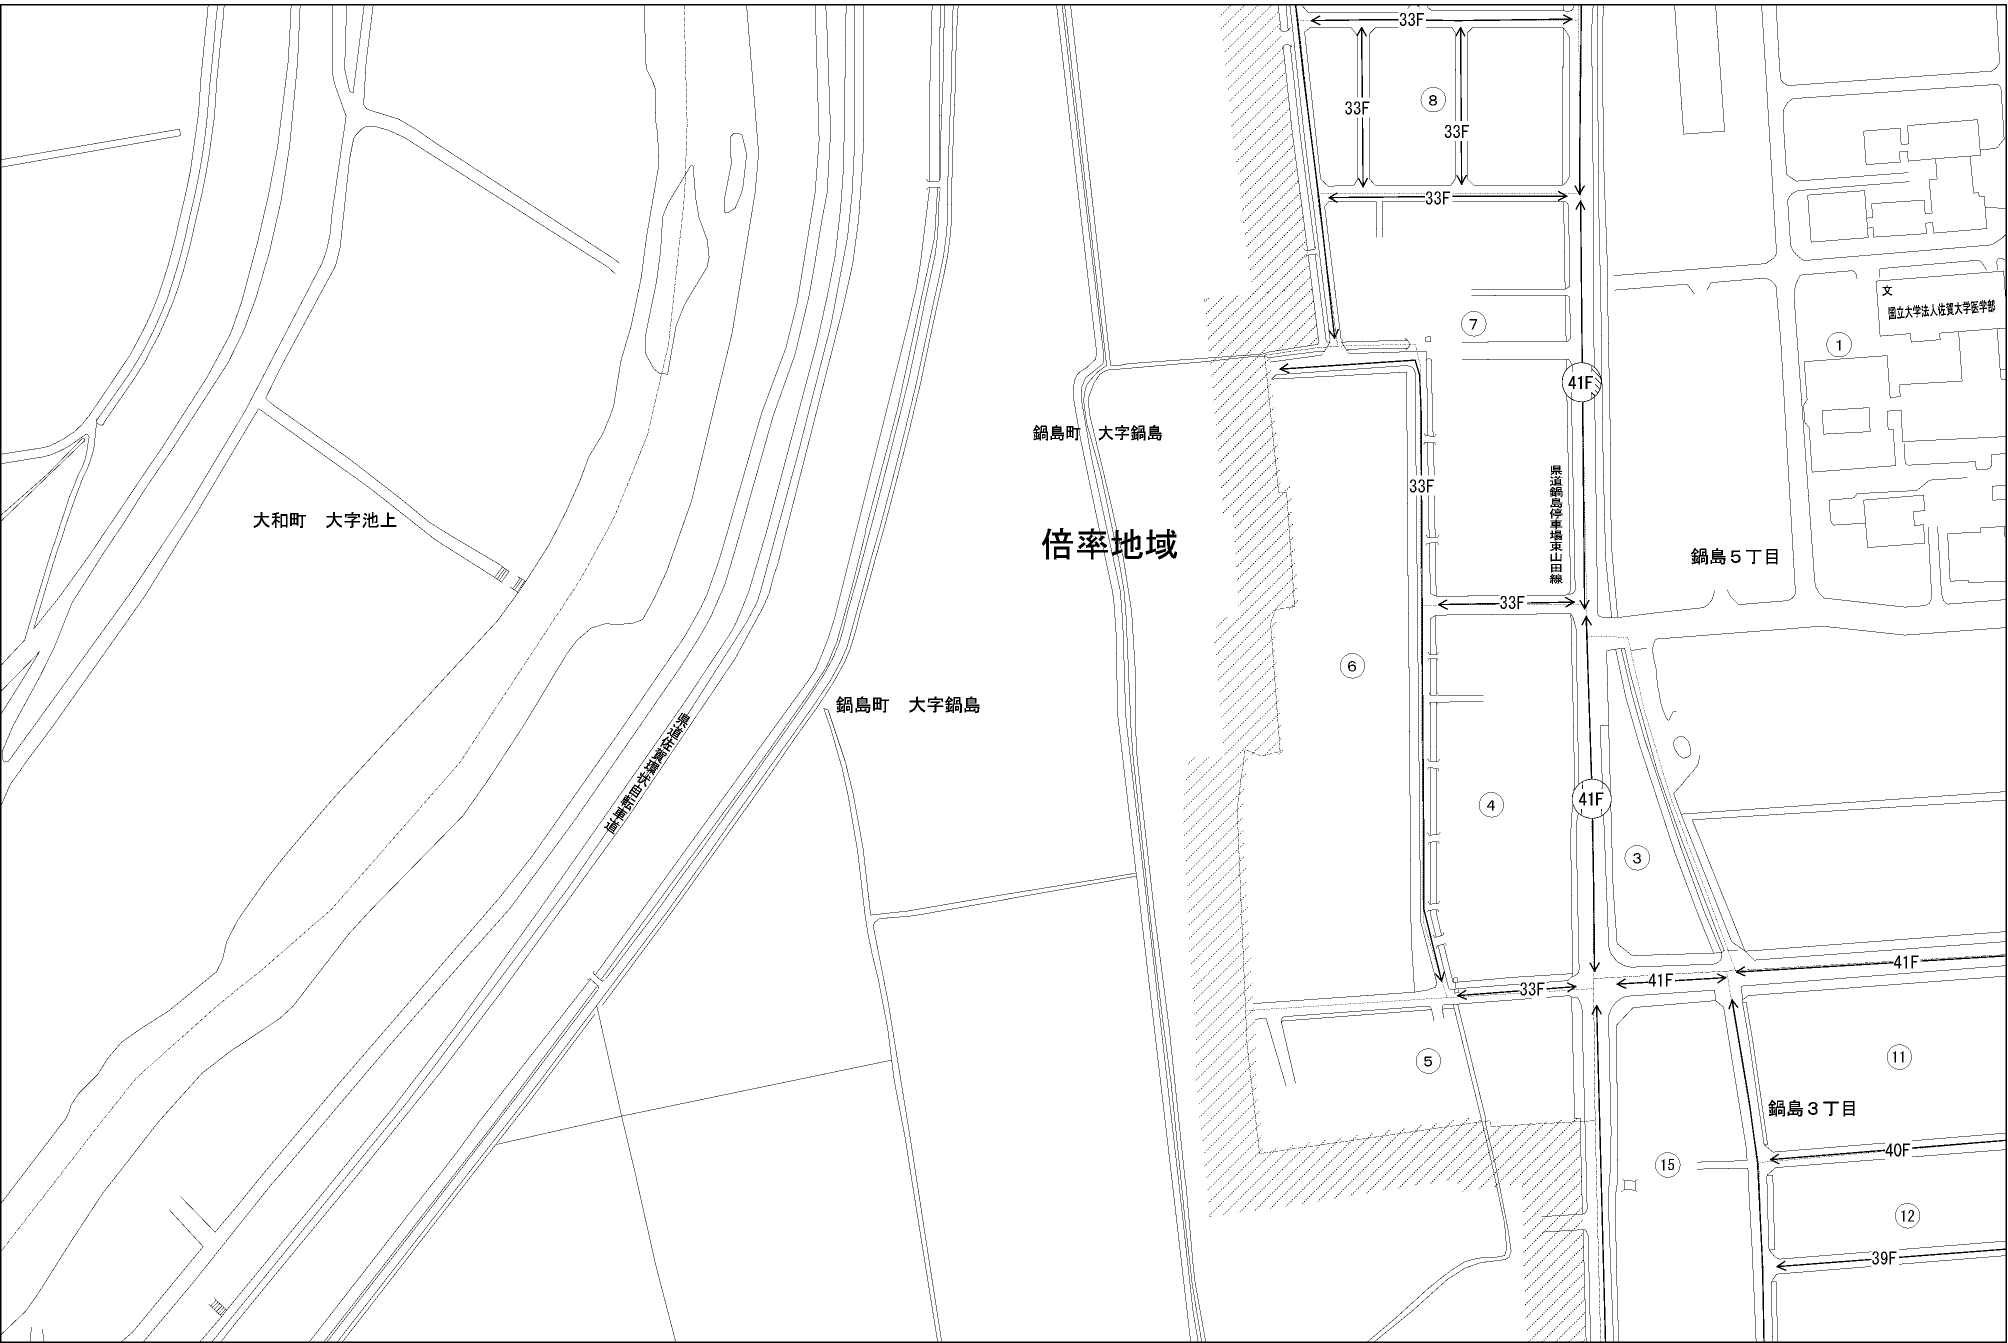 33F
33F
8
33F
33F
文
国立大学法人佐賀大学医学部
7
1
41F
鍋島町　大字鍋島
県道鍋島停車場東山田線
33F
大和町　大字池上
倍率地域
鍋島５丁目
33F
6
鍋島町　大字鍋島
県道佐賀環状自転車道
41F
4
3
41F
41F
33F
5
11
鍋島３丁目
40F
15
12
39F